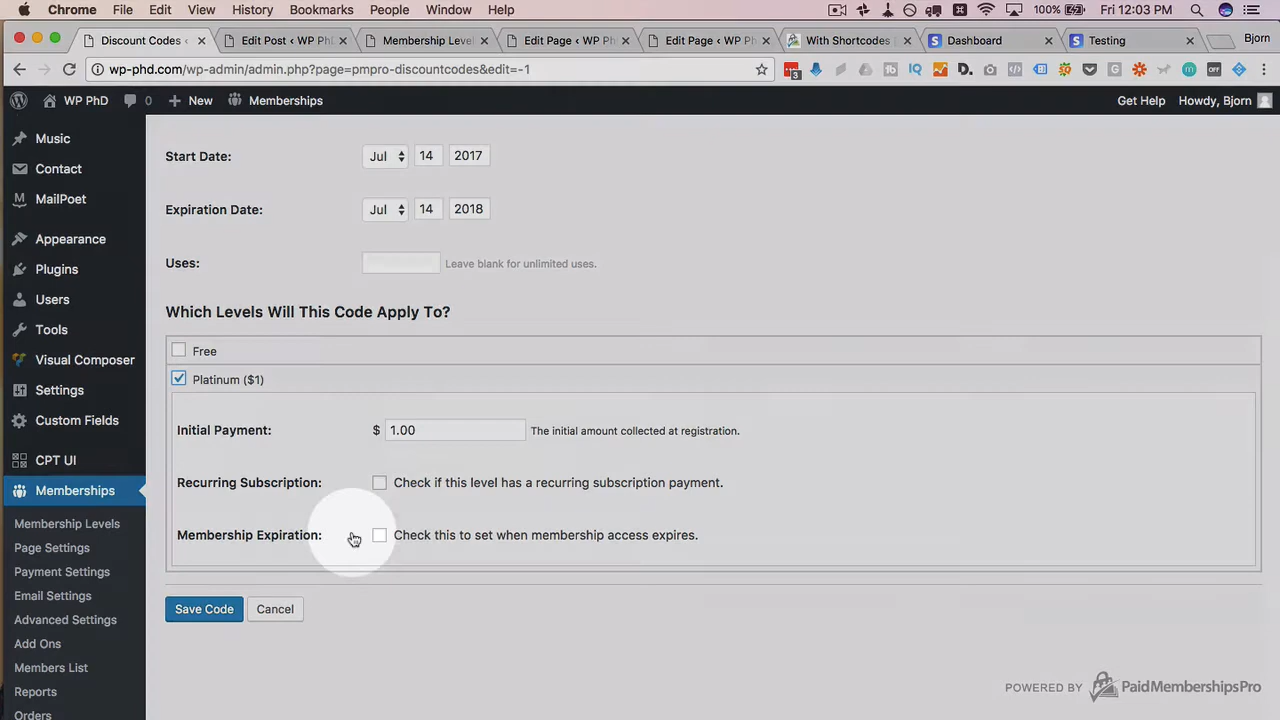 Chrome File Edit View History Bookmarks People Window Help 100% Fri 12:03 PM
Discount Codes ‹ Edit Post ‹ WP PhD Membership Leve Edit Page ‹ WP Ph Edit Page ‹ WP Ph With Shortcodes | Dashboard Testing Bjorn
wp-phd.com/wp-admin/admin.php?page=pmpro-discountcodes&edit=-1
WP PhD 0 New Memberships Get Help Howdy, Bjorn
Music
Contact
MailPoet
Appearance
Plugins
Users
Tools
Visual Composer
Settings
Custom Fields
CPT UI
Memberships
Membership Levels
Page Settings
Payment Settings
Email Settings
Advanced Settings
Add Ons
Members List
Reports
Orders
Start Date: Jul 14 2017
Expiration Date: Jul 14 2018
Uses: Leave blank for unlimited uses.
Which Levels Will This Code Apply To?
Free
Platinum ($1)
Initial Payment: $ 1.00 The initial amount collected at registration.
Recurring Subscription: Check if this level has a recurring subscription payment.
Membership Expiration: Check this to set when membership access expires.
Save Code Cancel
POWERED BY PaidMembershipsPro